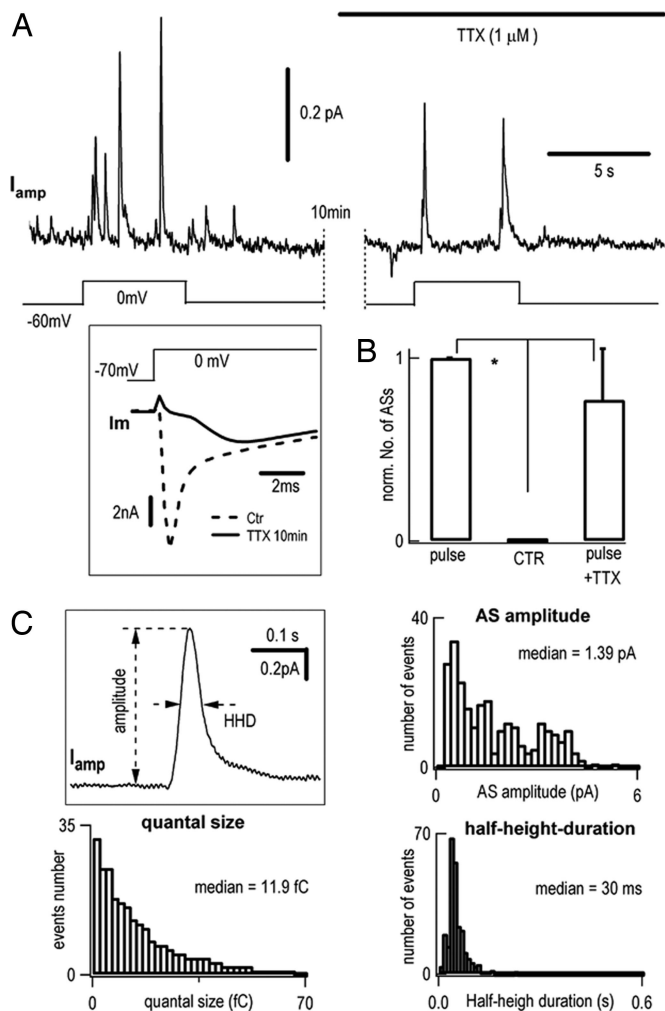 A
TTX (1 μM )
0.2 pA
5 s
Iamp
10min
0mV
-60mV
-70mV
0 mV
Im
2ms
2nA
Ctr
TTX 10min
B
1
*
norm. No. of ASs
0
pulse
CTR
pulse
+TTX
C
0.1 s
0.2pA
amplitude
HHD
Iamp
AS amplitude
40
median = 1.39 pA
number of events
0
0
6
AS amplitude (pA)
quantal size
35
median = 11.9 fC
events number
0
0
70
quantal size (fC)
half-height-duration
70
median = 30 ms
number of events
0
0.0
0.6
Half-heigh duration (s)